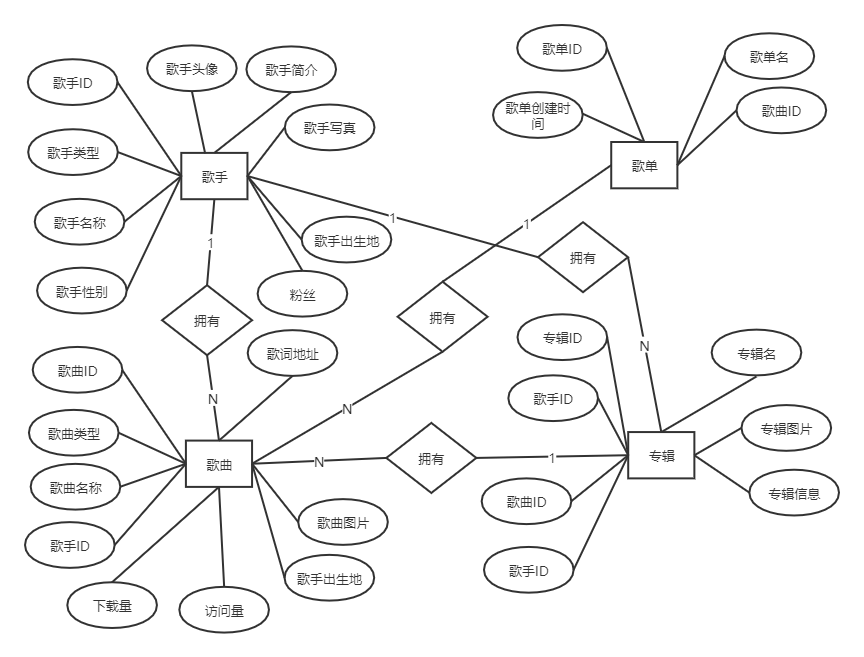 歌单ID
歌单名
歌手头像
歌手简介
歌手ID
歌单创建时
间
歌曲ID
歌手写真
歌手类型
歌手
歌单
歌手名称
1
1
歌手出生地
1
拥有
歌手性别
粉丝
拥有
拥有
专辑ID
N
歌词地址
专辑名
歌曲ID
歌手ID
N
N
歌曲类型
专辑图片
歌曲
N
拥有
1
专辑
歌曲名称
专辑信息
歌曲ID
歌曲图片
歌手ID
歌手ID
歌手出生地
下载量
访问量